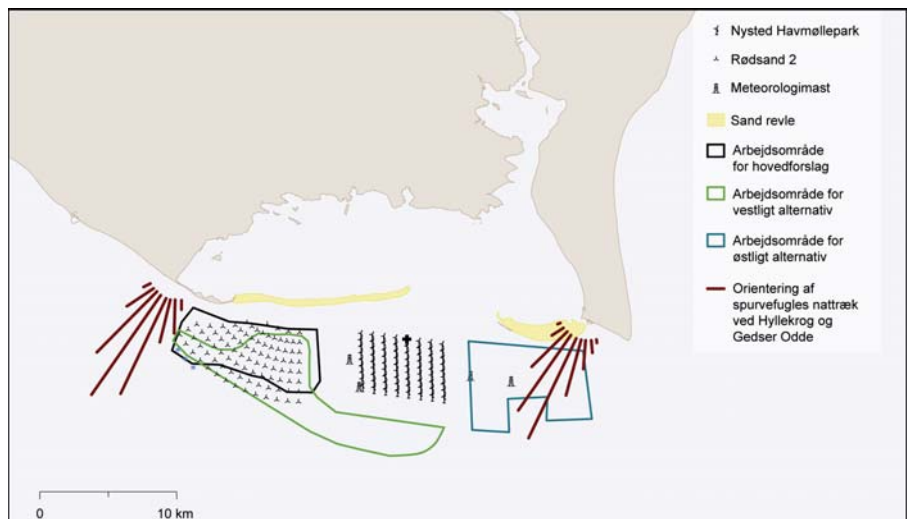 Nysted Havmøllepark
Rødsand 2
Meteorologimast
Sand revle
Arbejdsområde
for hovedforslag
Arbejdsområde for
vestligt alternativ
Arbejdsområde for
østligt alternativ
Orientering af
spurvefugles nattræk
ved Hyllekrog og
Gedser Odde
0
10 km